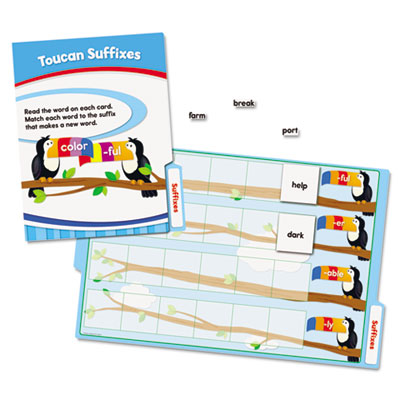 Toucan Suffixes
Read the word on each card.
Match each word to the suffix
that makes a new word.
color -ful
Suffixes
break
farm
port
help -ful
dark -er
-able
-ly
Suffixes